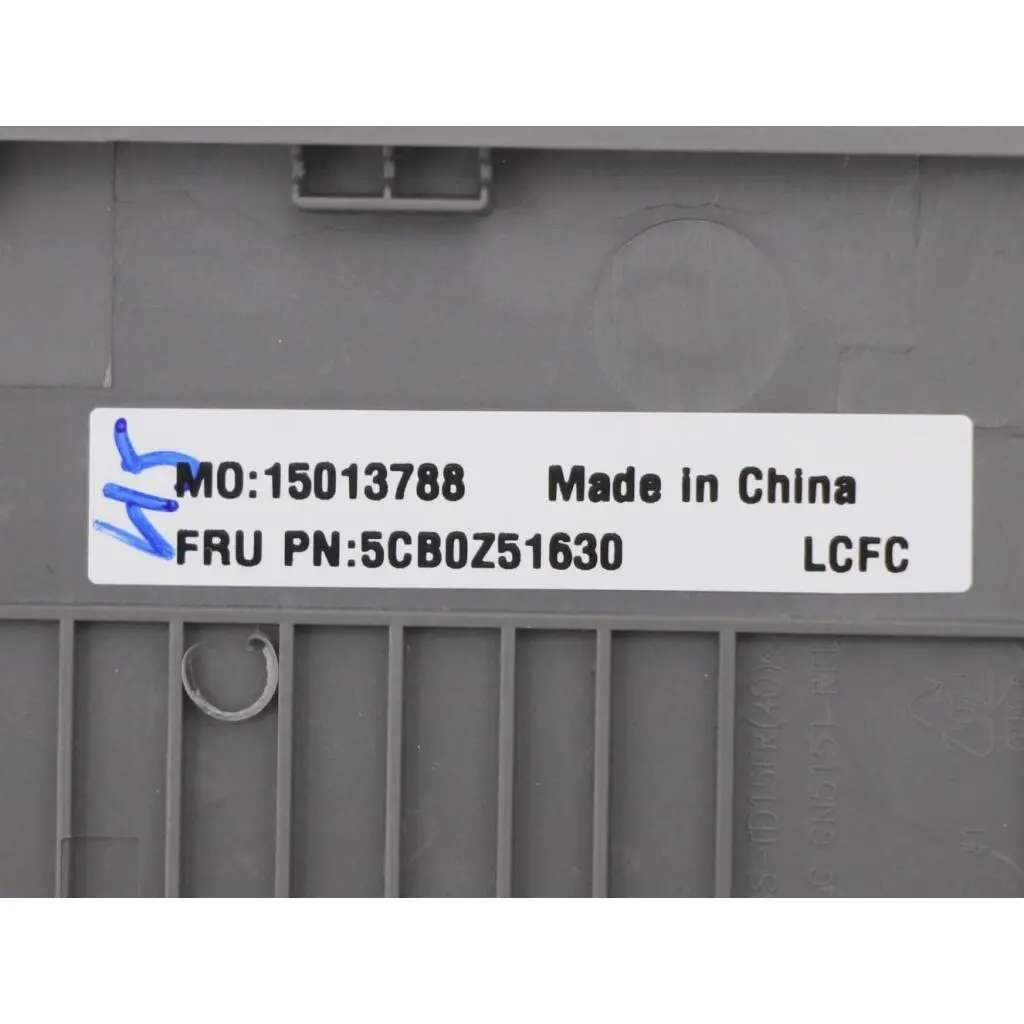 MO:15013788 Made in China
FRU PN:5CB0Z51630 LCFC